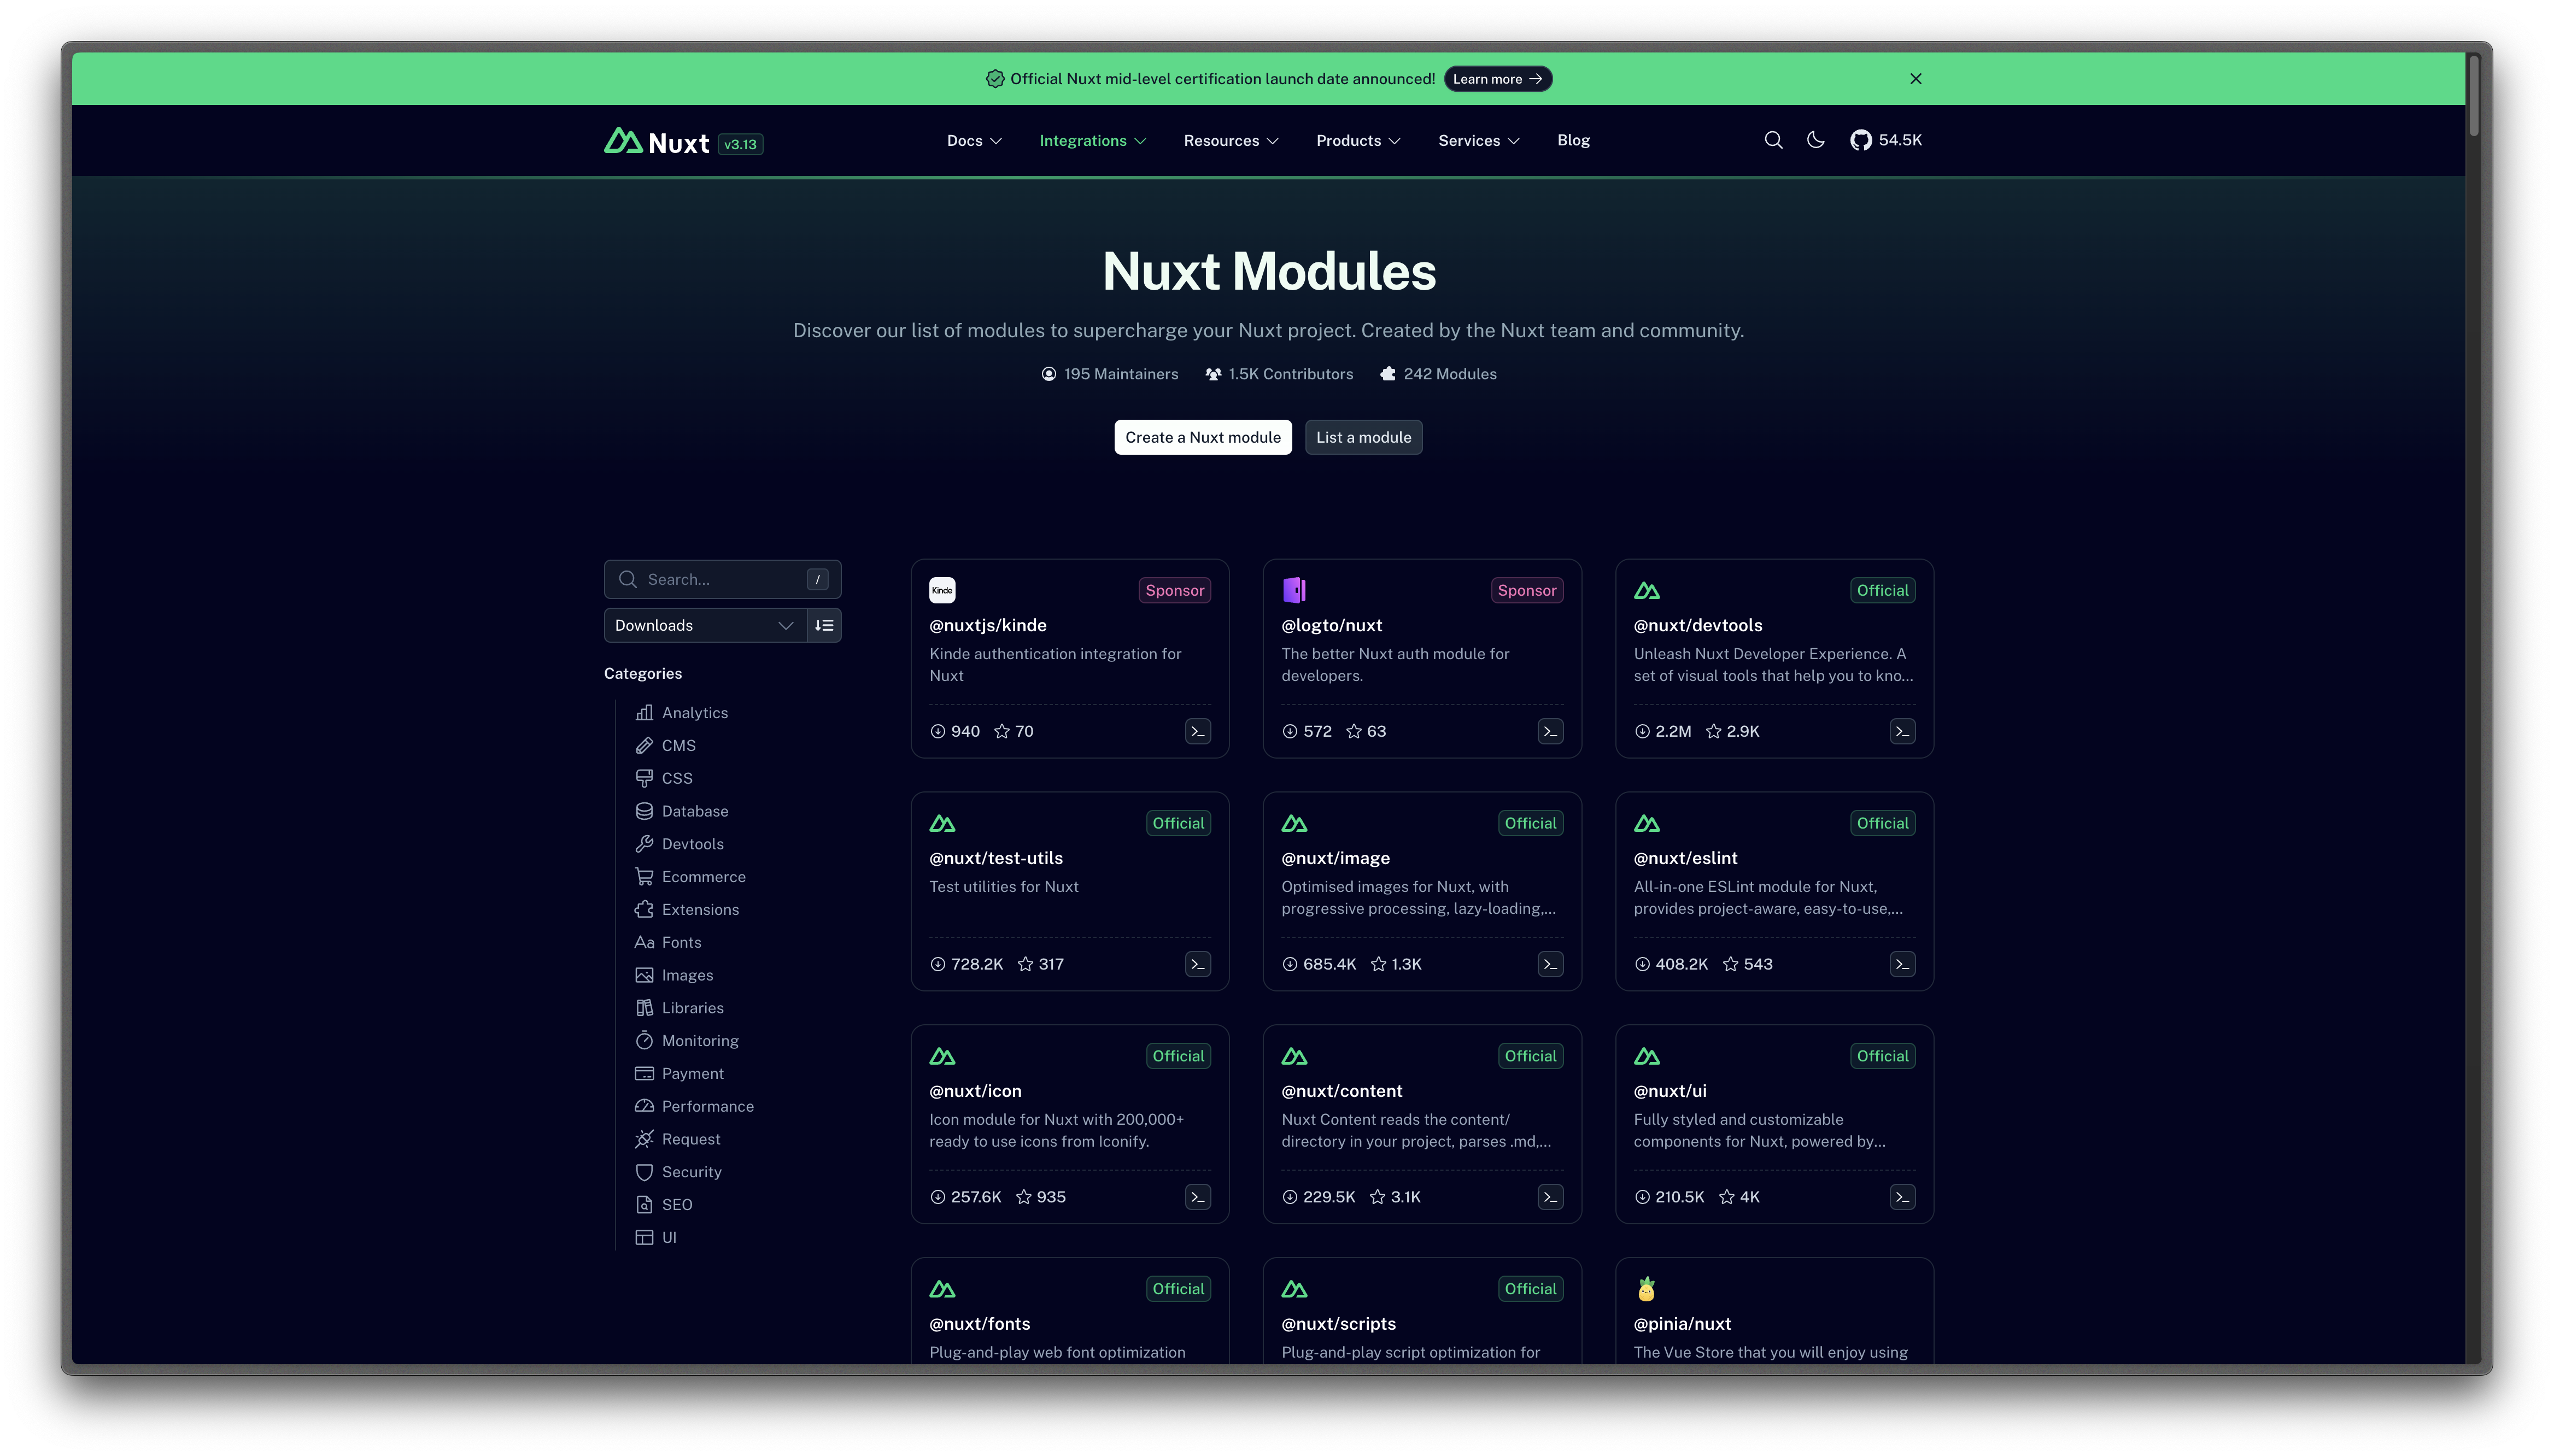 Official Nuxt mid-level certification launch date announced! Learn more
Nuxt v3.13 Docs Integrations Resources Products Services Blog 54.5K
Nuxt Modules
Discover our list of modules to supercharge your Nuxt project. Created by the Nuxt team and community.
195 Maintainers 1.5K Contributors 242 Modules
Create a Nuxt module List a module
Search... /
Downloads
Categories
Analytics
CMS
CSS
Database
Devtools
Ecommerce
Extensions
Fonts
Images
Libraries
Monitoring
Payment
Performance
Request
Security
SEO
UI
Kinde Sponsor
@nuxtjs/kinde
Kinde authentication integration for
Nuxt
940 70
Sponsor
@logto/nuxt
The better Nuxt auth module for
developers.
572 63
Official
@nuxt/devtools
Unleash Nuxt Developer Experience. A
set of visual tools that help you to kno...
2.2M 2.9K
Official
@nuxt/test-utils
Test utilities for Nuxt
728.2K 317
Official
@nuxt/image
Optimised images for Nuxt, with
progressive processing, lazy-loading,...
685.4K 1.3K
Official
@nuxt/eslint
All-in-one ESLint module for Nuxt,
provides project-aware, easy-to-use,...
408.2K 543
Official
@nuxt/icon
Icon module for Nuxt with 200,000+
ready to use icons from Iconify.
257.6K 935
Official
@nuxt/content
Nuxt Content reads the content/
directory in your project, parses .md,...
229.5K 3.1K
Official
@nuxt/ui
Fully styled and customizable
components for Nuxt, powered by...
210.5K 4K
Official
@nuxt/fonts
Plug-and-play web font optimization
Official
@nuxt/scripts
Plug-and-play script optimization for
@pinia/nuxt
The Vue Store that you will enjoy using